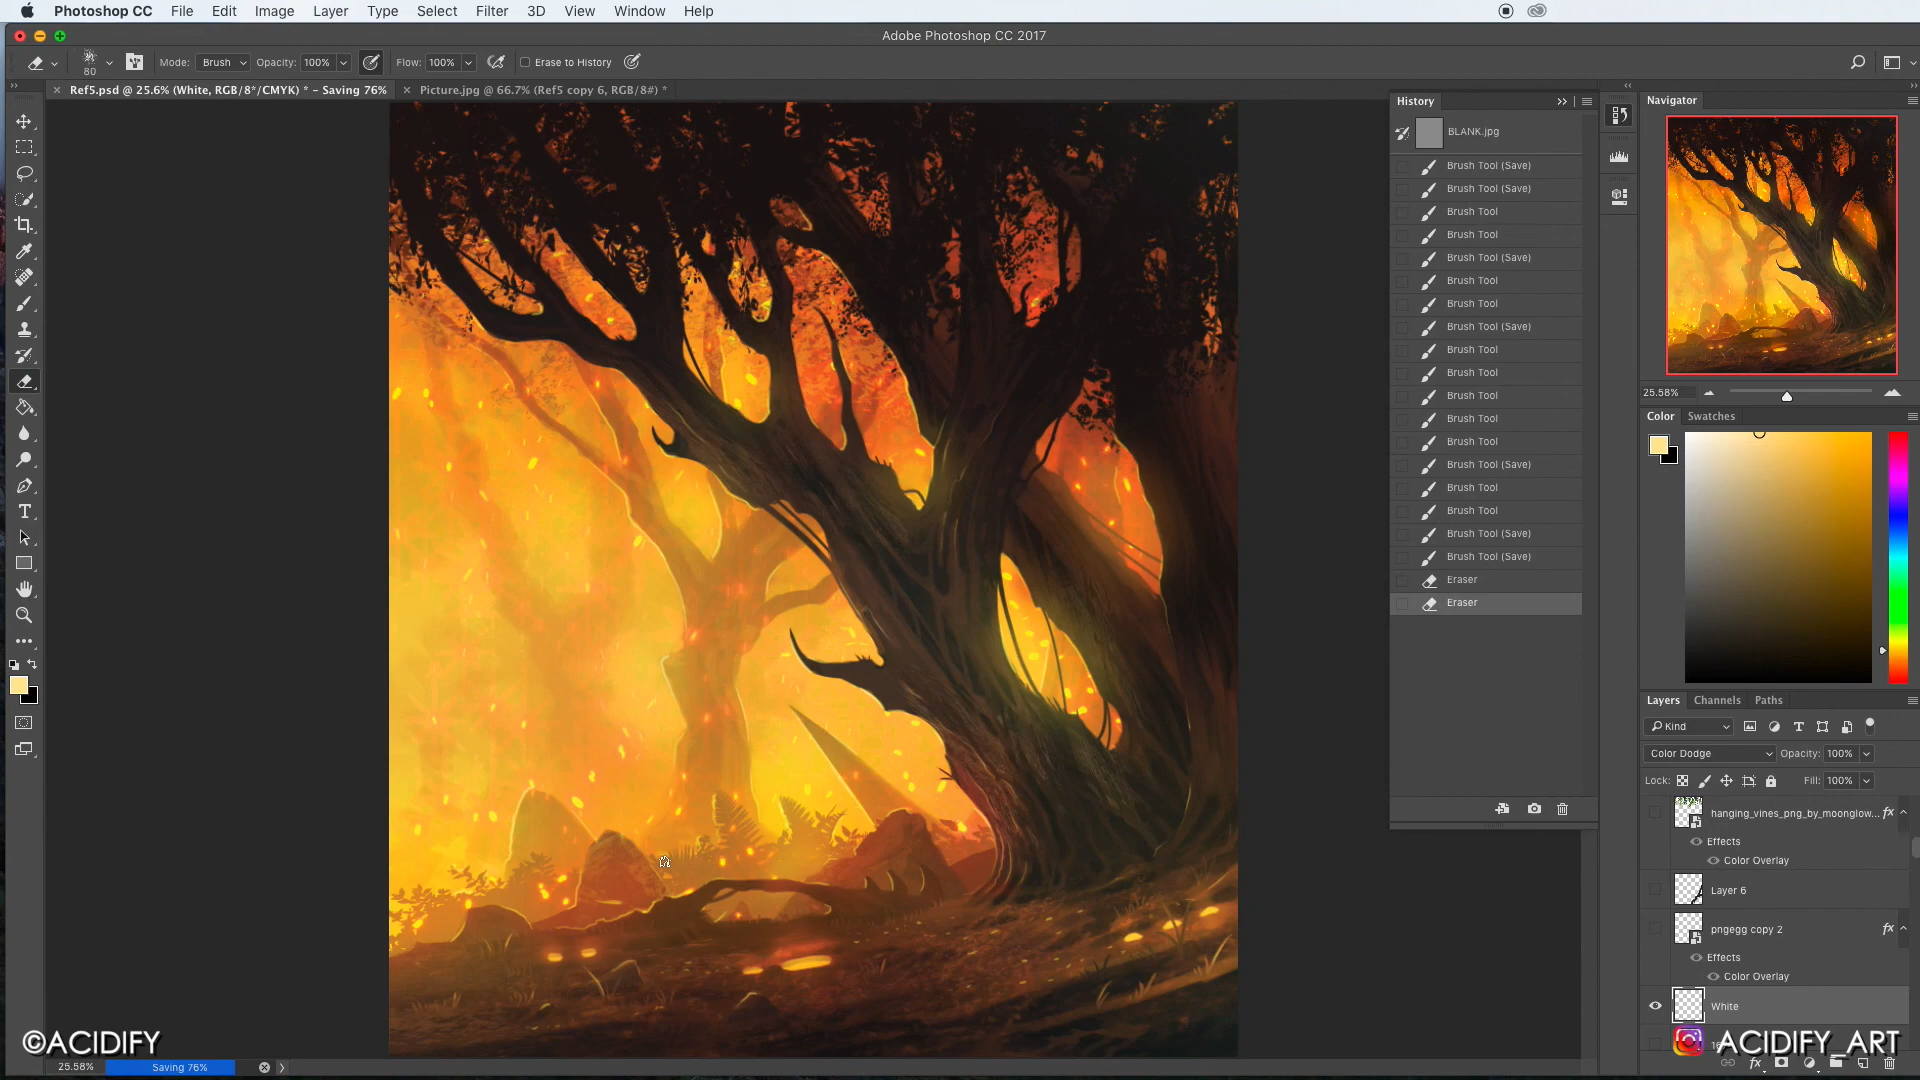 Photoshop CC File Edit Image Layer Type Select Filter 3D View Window Help
Adobe Photoshop CC 2017
80 Mode: Brush Opacity: 100% Flow: 100% Erase to History
Ref5.psd @ 25.6% (White, RGB/8*/CMYK) * – Saving 76%
Picture.jpg @ 66.7% (Ref5 copy 6, RGB/8#) *
History
BLANK.jpg
Brush Tool (Save)
Brush Tool (Save)
Brush Tool
Brush Tool
Brush Tool (Save)
Brush Tool
Brush Tool
Brush Tool (Save)
Brush Tool
Brush Tool
Brush Tool
Brush Tool
Brush Tool
Brush Tool (Save)
Brush Tool
Brush Tool
Brush Tool (Save)
Brush Tool (Save)
Eraser
Eraser
Navigator
25.58%
Color Swatches
Layers Channels Paths
Kind
Color Dodge Opacity: 100%
Lock: Fill: 100%
hanging_vines_png_by_moonglow... fx
Effects
Color Overlay
Layer 6
pngegg copy 2 fx
Effects
Color Overlay
White
©ACIDIFY
ACIDIFY_ART
25.58% Saving 76%